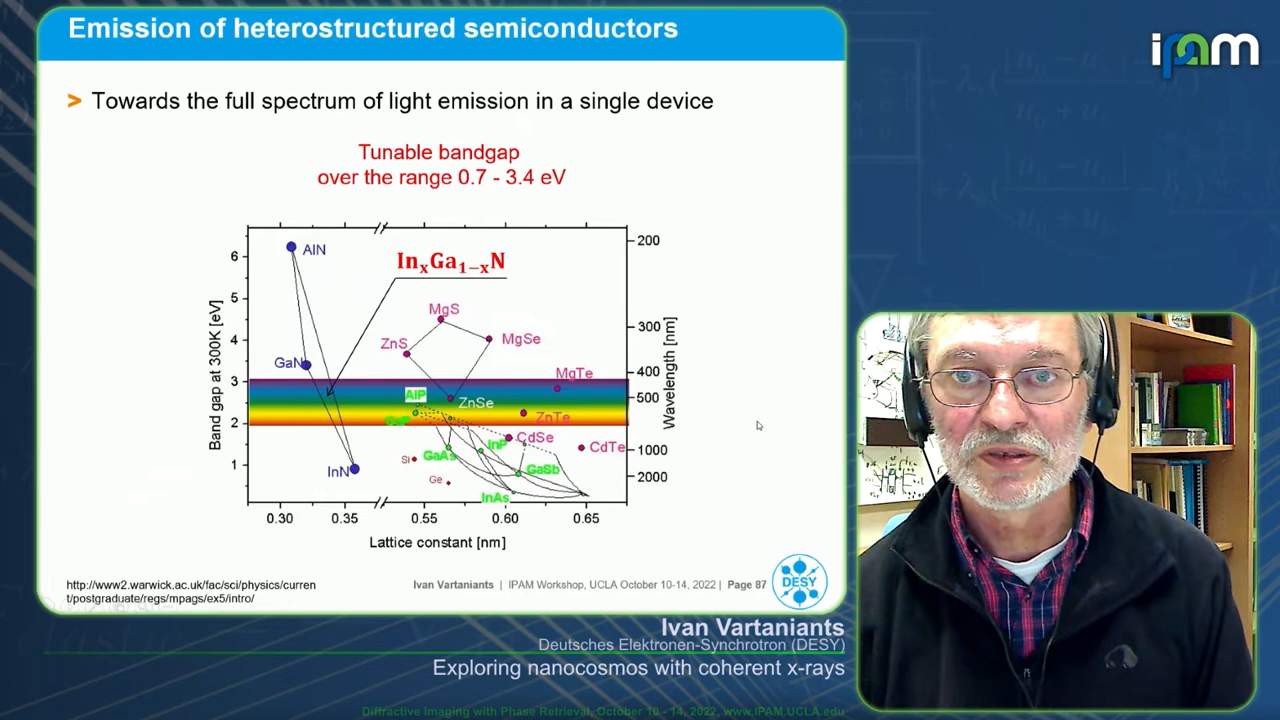 Emission of heterostructured semiconductors
ipam
> Towards the full spectrum of light emission in a single device
Tunable bandgap
over the range 0.7 - 3.4 eV
InxGa1−xN
AlN
GaN
InN
MgS
ZnS
MgSe
MgTe
AlP
ZnSe
GaP
ZnTe
CdSe
InP
GaAs
CdTe
Si
GaSb
Ge
InAs
Band gap at 300K [eV]
6
5
4
3
2
1
200
300
400
500
1000
2000
Wavelength [nm]
0.30
0.35
0.55
0.60
0.65
Lattice constant [nm]
http://www2.warwick.ac.uk/fac/sci/physics/curren
t/postgraduate/regs/mpags/ex5/intro/
Ivan Vartaniants | IPAM Workshop, UCLA October 10-14, 2022 | Page 87
DESY
Ivan Vartaniants
Deutsches Elektronen-Synchrotron (DESY)
Exploring nanocosmos with coherent x-rays
Diffractive Imaging with Phase Retrieval, October 10 - 14, 2022, www.IPAM.UCLA.edu